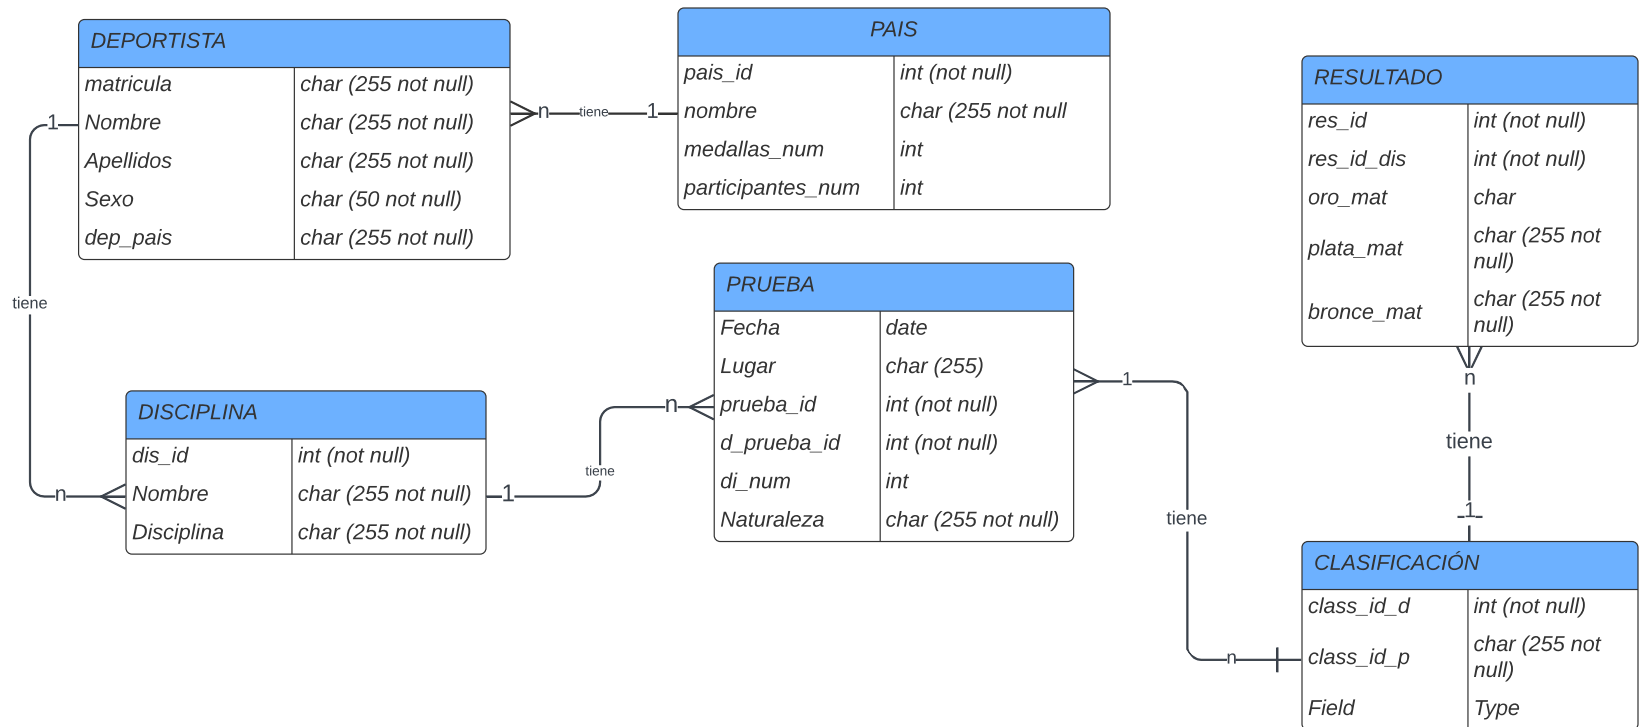 DEPORTISTA
matricula char (255 not null)
Nombre char (255 not null)
Apellidos char (255 not null)
Sexo char (50 not null)
dep_pais char (255 not null)
n
tiene
1
PAIS
pais_id int (not null)
nombre char (255 not null
medallas_num int
participantes_num int
RESULTADO
res_id int (not null)
res_id_dis int (not null)
oro_mat char
plata_mat char (255 not
null)
bronce_mat char (255 not
null)
1
tiene
n
DISCIPLINA
dis_id int (not null)
Nombre char (255 not null)
Disciplina char (255 not null)
1
tiene
n
PRUEBA
Fecha date
Lugar char (255)
prueba_id int (not null)
d_prueba_id int (not null)
di_num int
Naturaleza char (255 not null)
1
tiene
n
n
tiene
1
CLASIFICACIÓN
class_id_d int (not null)
class_id_p char (255 not
null)
Field Type